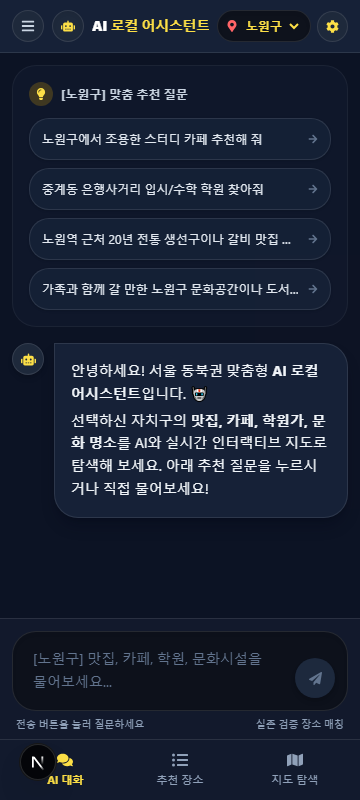 AI 로컬 어시스턴트
노원구
[노원구] 맞춤 추천 질문
노원구에서 조용한 스터디 카페 추천해 줘
중계동 은행사거리 입시/수학 학원 찾아줘
노원역 근처 20년 전통 생선구이나 갈비 맛집 ...
가족과 함께 갈 만한 노원구 문화공간이나 도서...
안녕하세요! 서울 동북권 맞춤형 AI 로컬
어시스턴트입니다.
선택하신 자치구의 맛집, 카페, 학원가, 문
화 명소를 AI와 실시간 인터랙티브 지도로
탐색해 보세요. 아래 추천 질문을 누르시
거나 직접 물어보세요!
[노원구] 맛집, 카페, 학원, 문화시설을
물어보세요...
전송 버튼을 눌러 질문하세요
실존 검증 장소 매칭
N
AI 대화
추천 장소
지도 탐색